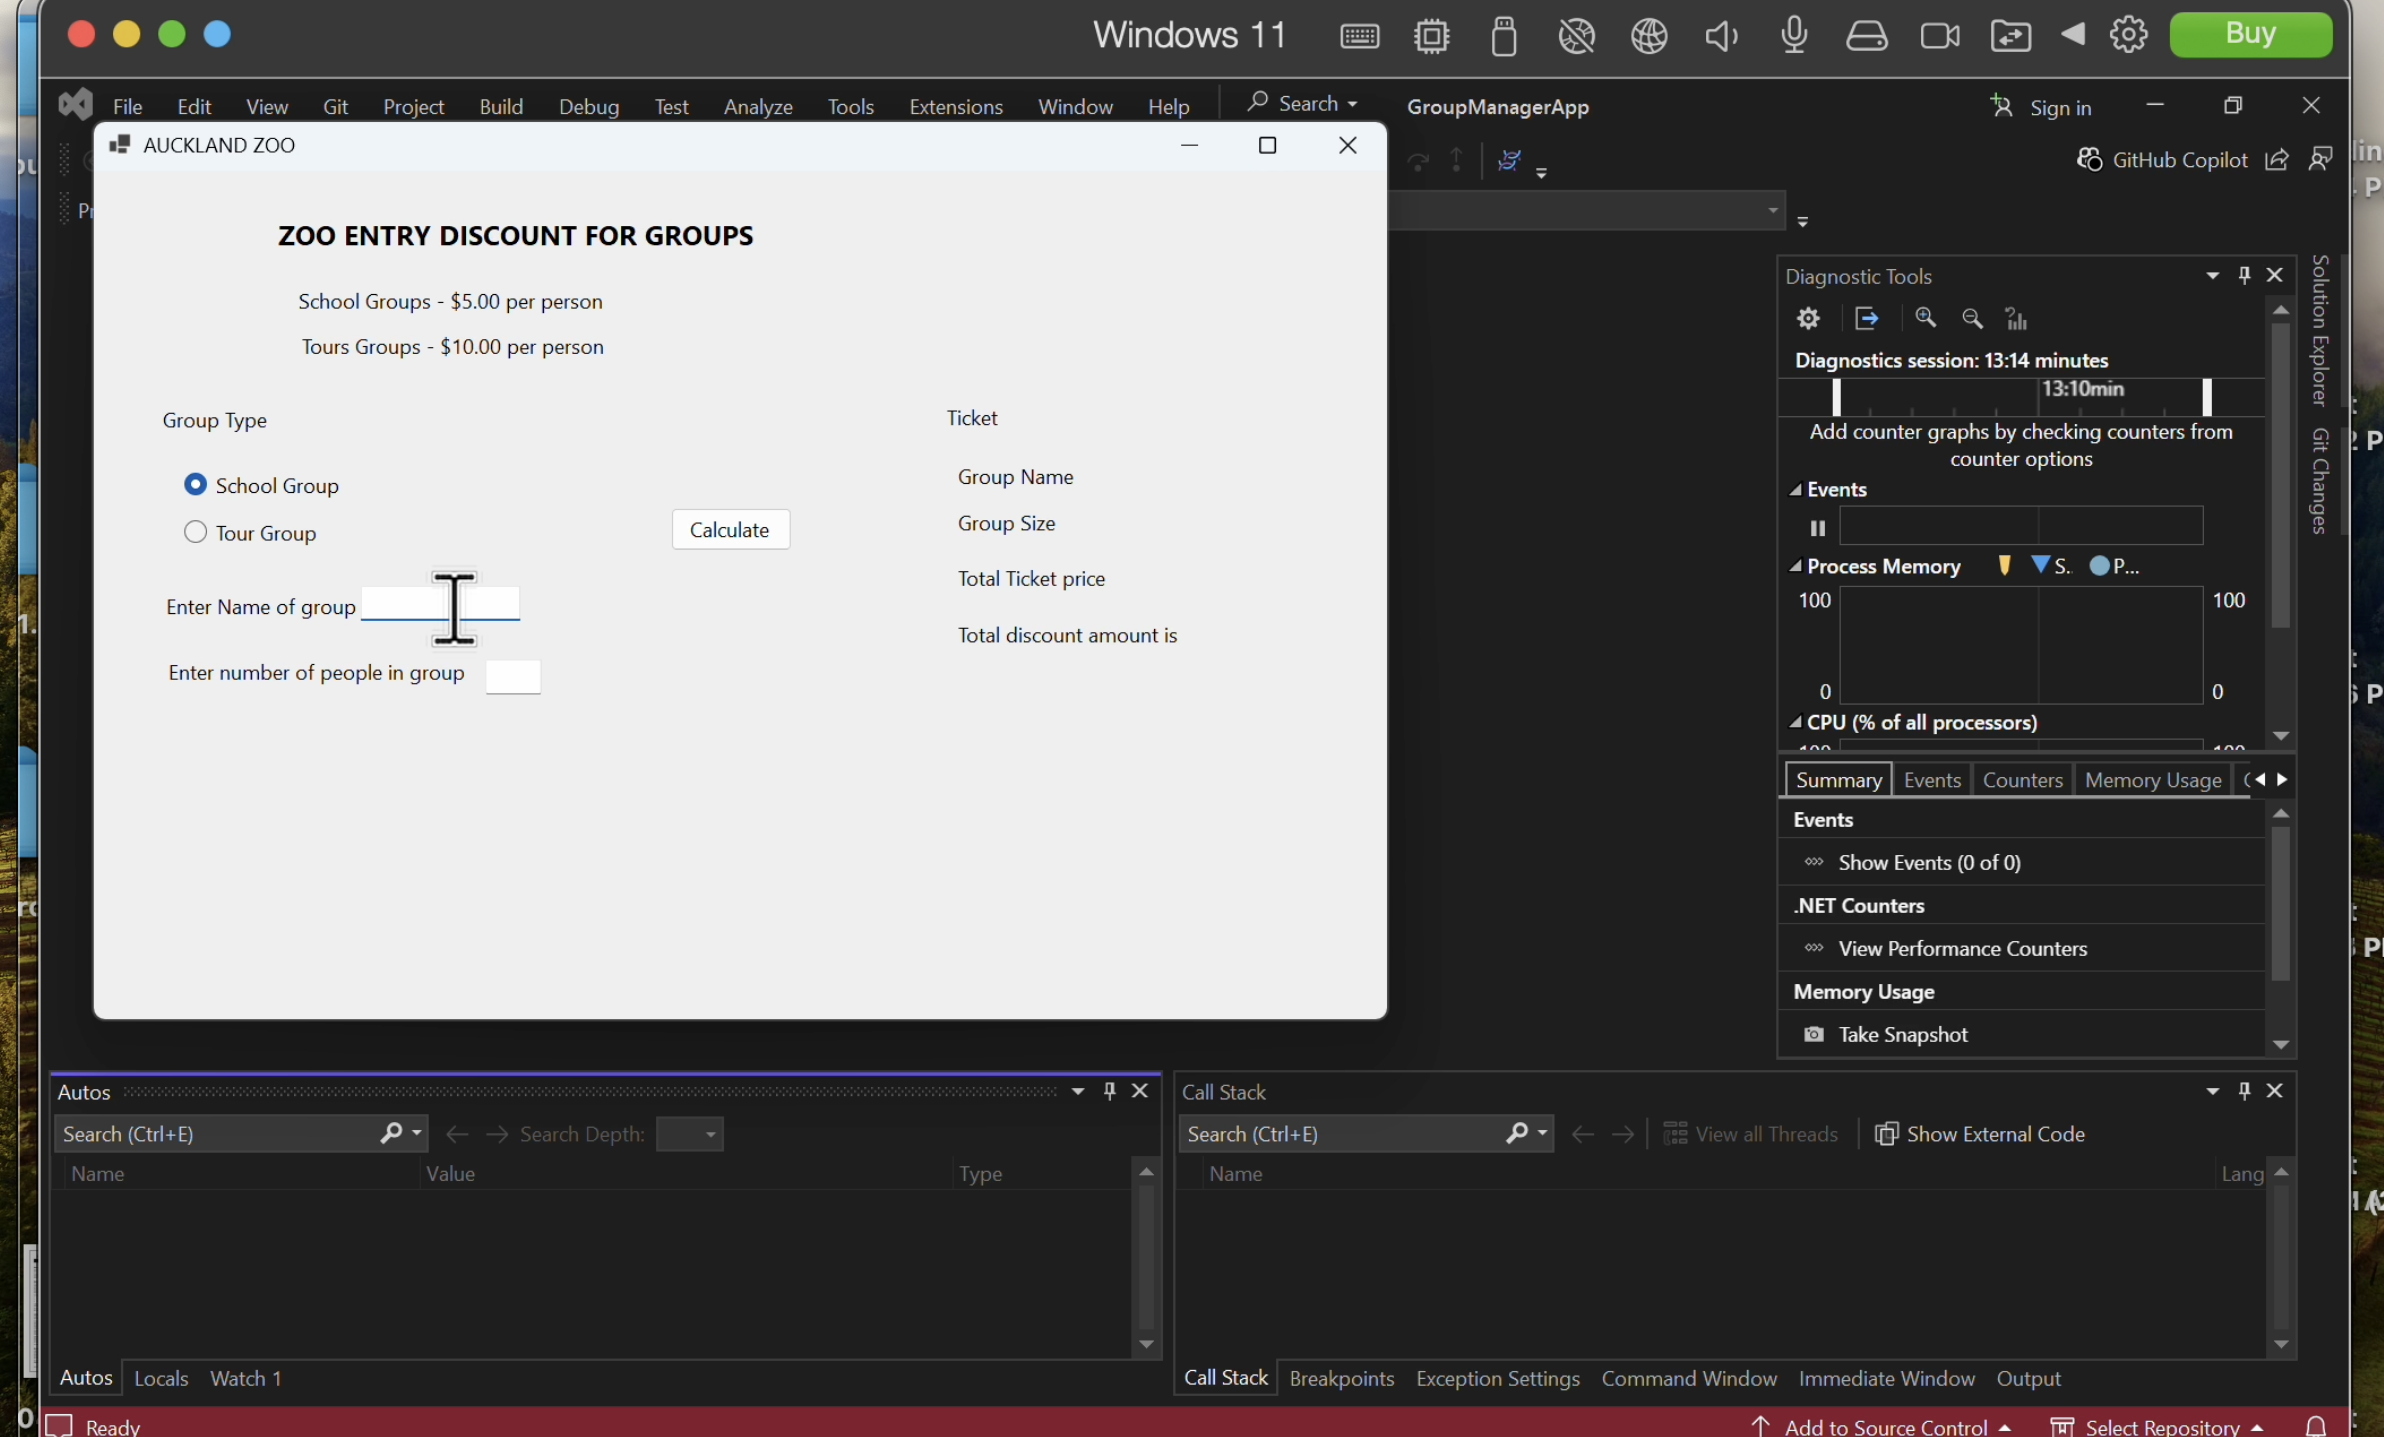 Windows 11
Buy
File Edit View Git Project Build Debug Test Analyze Tools Extensions Window Help Search GroupManagerApp Sign in
AUCKLAND ZOO
GitHub Copilot
ZOO ENTRY DISCOUNT FOR GROUPS
School Groups - $5.00 per person
Tours Groups - $10.00 per person
Group Type
School Group
Tour Group
Calculate
Enter Name of group
Enter number of people in group
Ticket
Group Name
Group Size
Total Ticket price
Total discount amount is
Diagnostic Tools
Diagnostics session: 13:14 minutes
13:10min
Add counter graphs by checking counters from
counter options
Events
Process Memory S.. P...
100 100
0 0
CPU (% of all processors)
100 100
Summary Events Counters Memory Usage
Events
Show Events (0 of 0)
.NET Counters
View Performance Counters
Memory Usage
Take Snapshot
Solution Explorer
Git Changes
Autos
Search (Ctrl+E) Search Depth:
Name Value Type
Autos Locals Watch 1
Call Stack
Search (Ctrl+E) View all Threads Show External Code
Name Lang
Call Stack Breakpoints Exception Settings Command Window Immediate Window Output
Ready Add to Source Control Select Repository